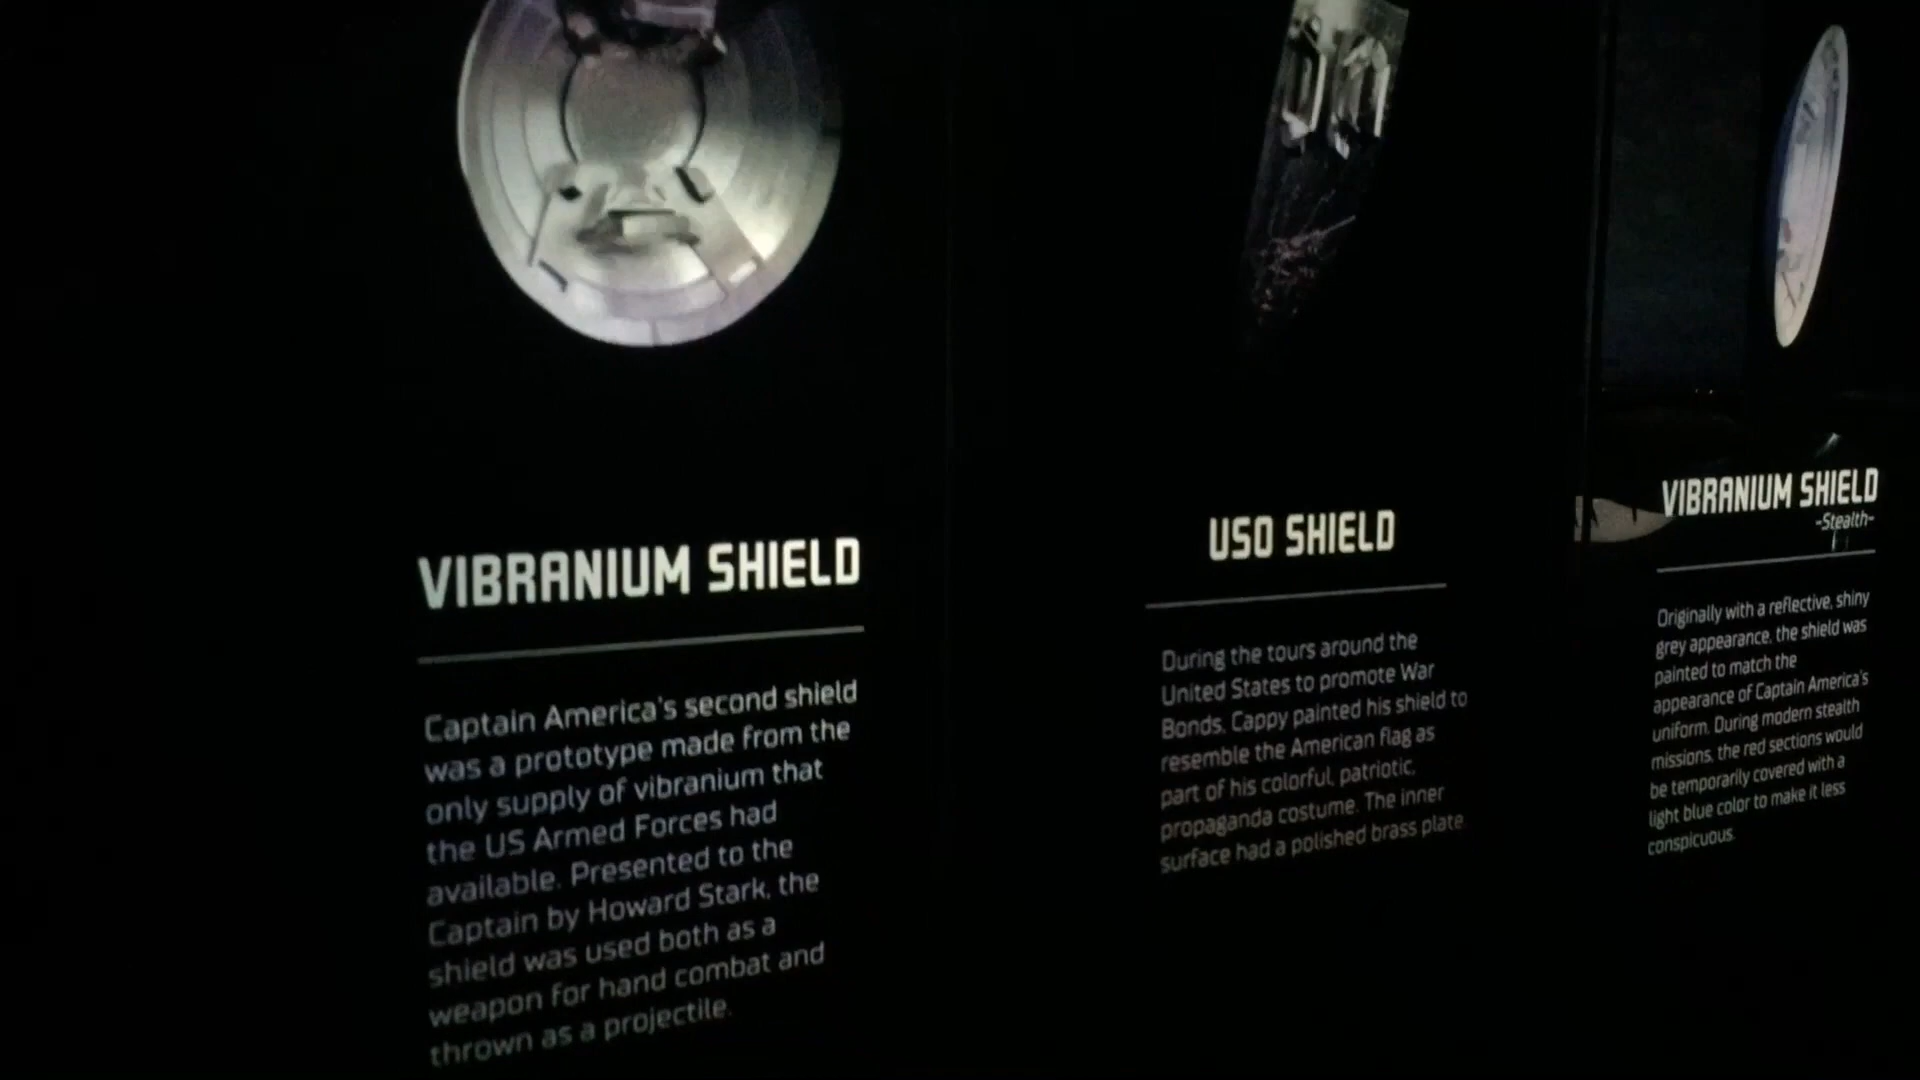 VIBRANIUM SHIELD
Captain America's second shield
was a prototype made from the
only supply of vibranium that
the US Armed Forces had
available. Presented to the
Captain by Howard Stark, the
shield was used both as a
weapon for hand combat and
thrown as a projectile.
USO SHIELD
During the tours around the
United States to promote War
Bonds, Cappy painted his shield to
resemble the American flag as
part of his colorful, patriotic,
propaganda costume. The inner
surface had a polished brass plate.
VIBRANIUM SHIELD
-Stealth-
Originally with a reflective, shiny
grey appearance, the shield was
painted to match the
appearance of Captain America's
uniform. During modern stealth
missions, the red sections would
be temporarily covered with a
light blue color to make it less
conspicuous.